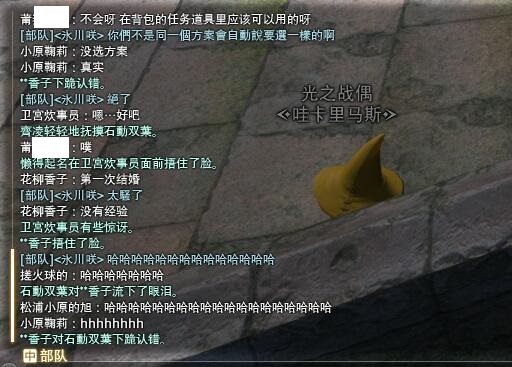 莆
：不会呀 在背包的任务道具里应该可以用的呀
[部队]<氷川咲> 你們不是同一個方案會自動說要選一樣的啊
小原鞠莉：没选方案
小原鞠莉：真实
**香子下跪认错。
[部队]<氷川咲> 絕了
卫宫炊事员：嗯…好吧
齊凌轻轻地抚摸石動双葉。
莆
：噗
懒得起名在卫宫炊事员面前捂住了脸。
花柳香子：第一次结婚
[部队]<氷川咲> 太騷了
花柳香子：没有经验
卫宫炊事员有些惊讶。
**香子捂住了脸。
[部队]<氷川咲> 哈哈哈哈哈哈哈哈哈哈哈哈哈哈
搓火球的：哈哈哈哈哈哈哈
石動双葉对**香子流下了眼泪。
松浦小原的旭：哈哈哈哈哈哈哈哈哈哈哈哈哈哈哈哈哈
小原鞠莉：hhhhhhhh
**香子对石動双葉下跪认错。
中 部队
光之战偶
《哇卡里马斯》